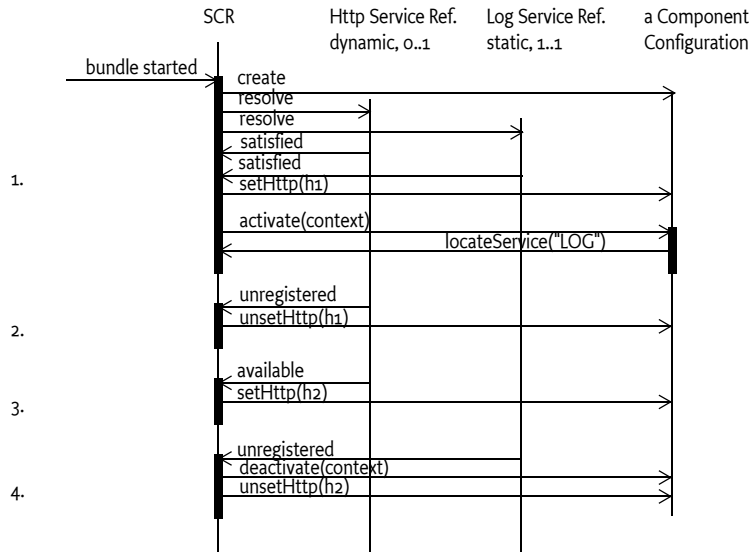 SCR
Http Service Ref.
dynamic, 0..1
Log Service Ref.
static, 1..1
a Component
Configuration
bundle started
create
resolve
resolve
satisfied
satisfied
1.
setHttp(h1)
activate(context)
locateService("LOG")
unregistered
2.
unsetHttp(h1)
available
3.
setHttp(h2)
unregistered
deactivate(context)
4.
unsetHttp(h2)